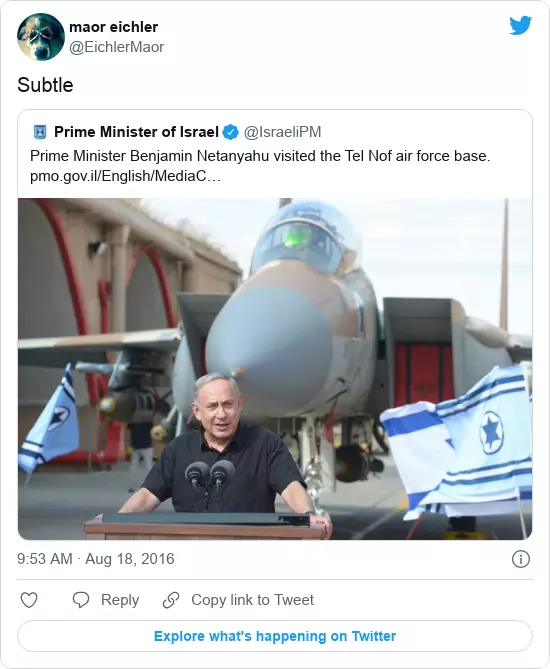 maor eichler
@EichlerMaor
Subtle
Prime Minister of Israel @IsraeliPM
Prime Minister Benjamin Netanyahu visited the Tel Nof air force base.
pmo.gov.il/English/MediaC…
9:53 AM · Aug 18, 2016
Reply
Copy link to Tweet
Explore what's happening on Twitter